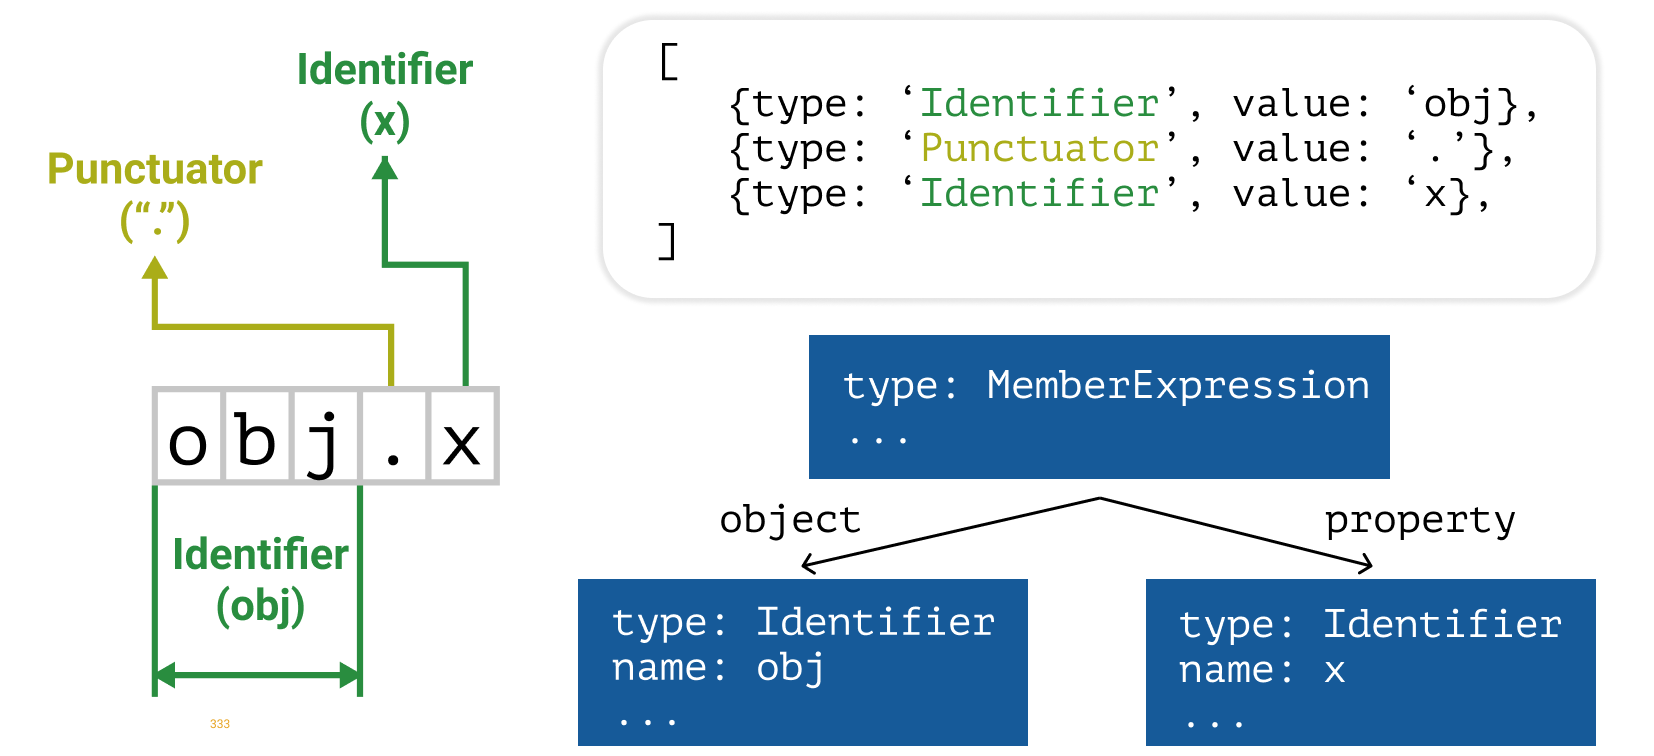 Identifier
(x)
Punctuator
(“.”)
obj.x
Identifier
(obj)
333
[
{type: ‘Identifier’, value: ‘obj},
{type: ‘Punctuator’, value: ‘.’},
{type: ‘Identifier’, value: ‘x},
]
type: MemberExpression
...
object
property
type: Identifier
name: obj
...
type: Identifier
name: x
...